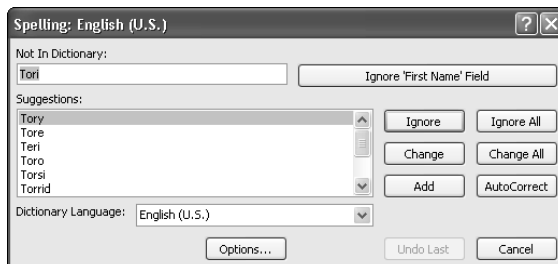 Spelling: English (U.S.)
Not In Dictionary:
Tori
Ignore 'First Name' Field
Suggestions:
Tory
Tore
Teri
Toro
Torsi
Torrid
Ignore
Ignore All
Change
Change All
Add
AutoCorrect
Dictionary Language: English (U.S.)
Options...
Undo Last
Cancel